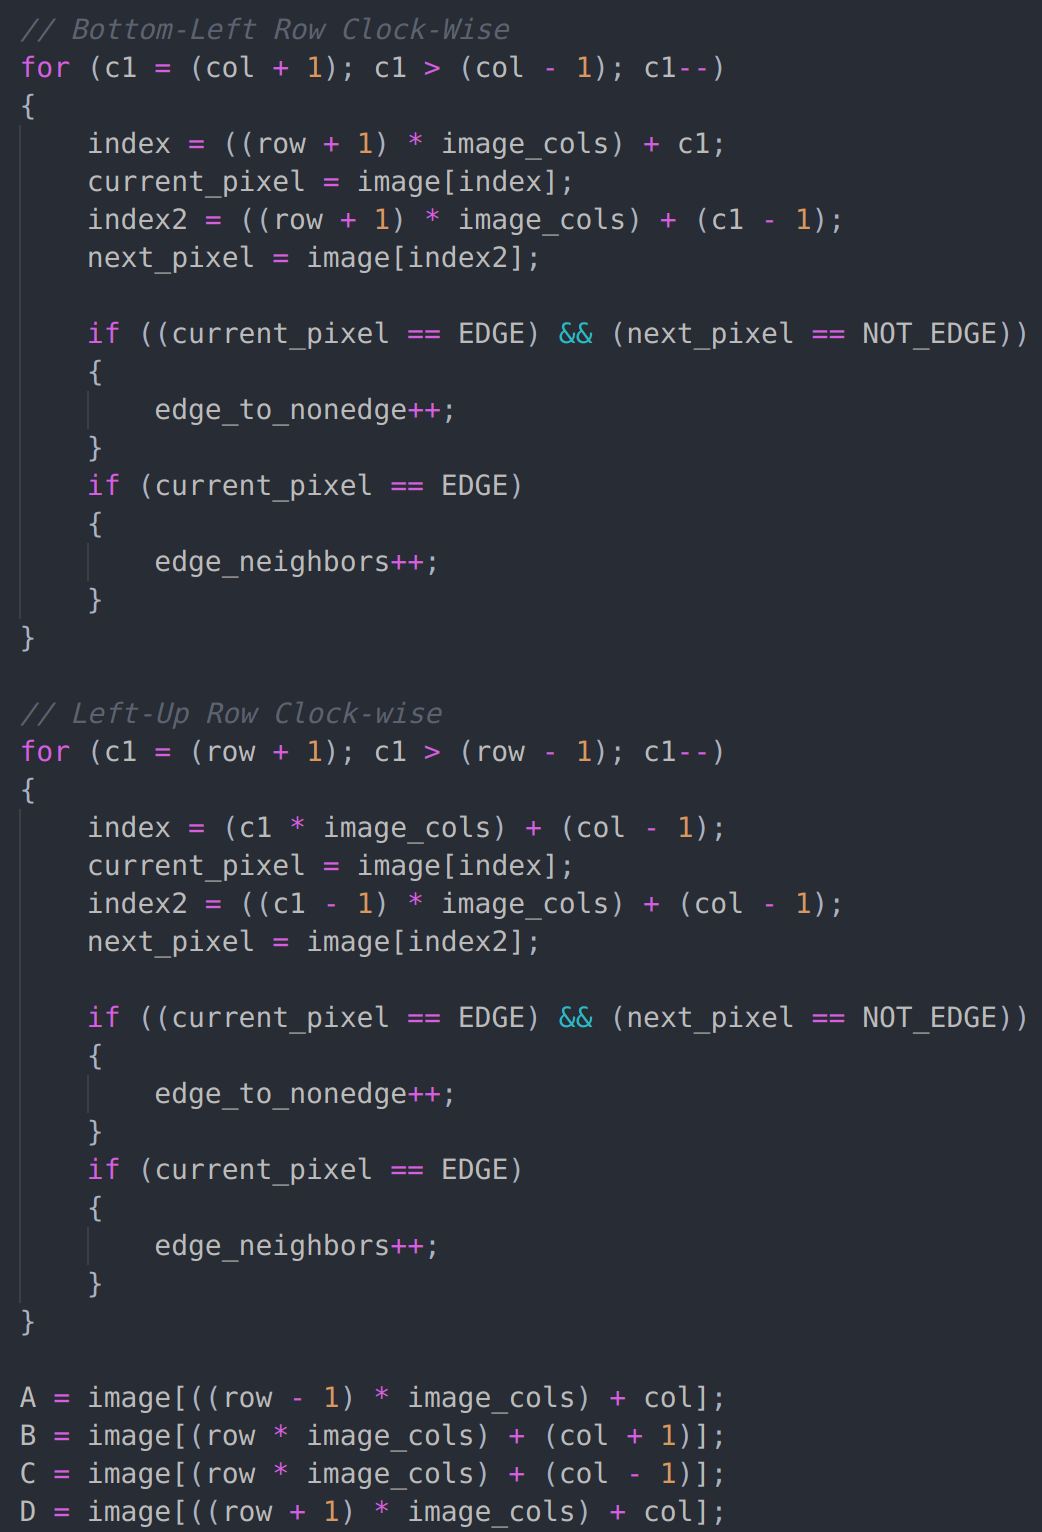 // Bottom-Left Row Clock-Wise
for (c1 = (col + 1); c1 > (col - 1); c1--)
{
    index = ((row + 1) * image_cols) + c1;
    current_pixel = image[index];
    index2 = ((row + 1) * image_cols) + (c1 - 1);
    next_pixel = image[index2];

    if ((current_pixel == EDGE) && (next_pixel == NOT_EDGE))
    {
        edge_to_nonedge++;
    }
    if (current_pixel == EDGE)
    {
        edge_neighbors++;
    }
}

// Left-Up Row Clock-wise
for (c1 = (row + 1); c1 > (row - 1); c1--)
{
    index = (c1 * image_cols) + (col - 1);
    current_pixel = image[index];
    index2 = ((c1 - 1) * image_cols) + (col - 1);
    next_pixel = image[index2];

    if ((current_pixel == EDGE) && (next_pixel == NOT_EDGE))
    {
        edge_to_nonedge++;
    }
    if (current_pixel == EDGE)
    {
        edge_neighbors++;
    }
}

A = image[((row - 1) * image_cols) + col];
B = image[(row * image_cols) + (col + 1)];
C = image[(row * image_cols) + (col - 1)];
D = image[((row + 1) * image_cols) + col];